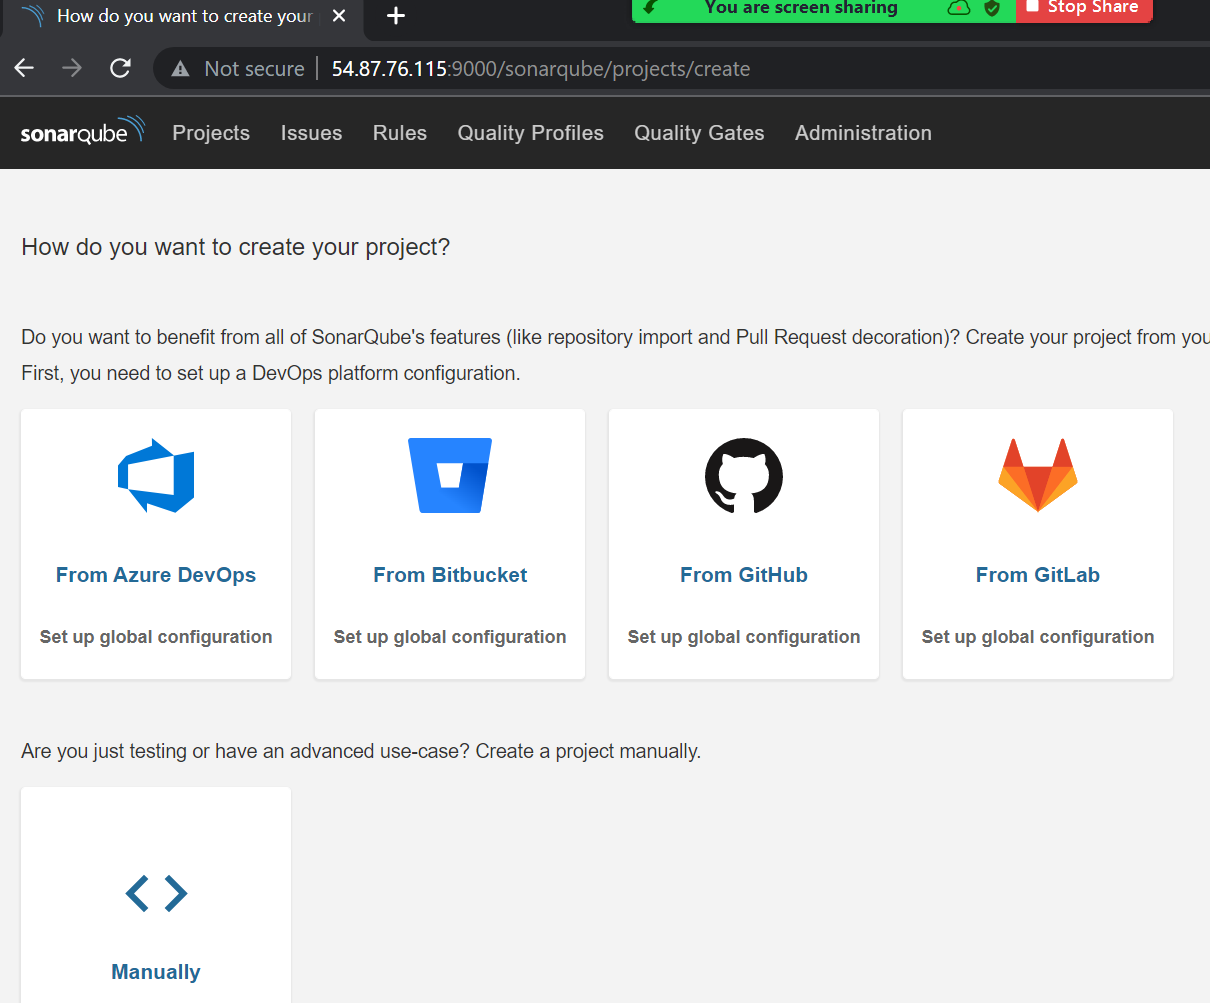 How do you want to create your
You are screen sharing
Stop Share
Not secure
54.87.76.115:9000/sonarqube/projects/create
sonarqube
Projects
Issues
Rules
Quality Profiles
Quality Gates
Administration
How do you want to create your project?
Do you want to benefit from all of SonarQube's features (like repository import and Pull Request decoration)? Create your project from you
First, you need to set up a DevOps platform configuration.
From Azure DevOps
From Bitbucket
From GitHub
From GitLab
Set up global configuration
Set up global configuration
Set up global configuration
Set up global configuration
Are you just testing or have an advanced use-case? Create a project manually.
Manually